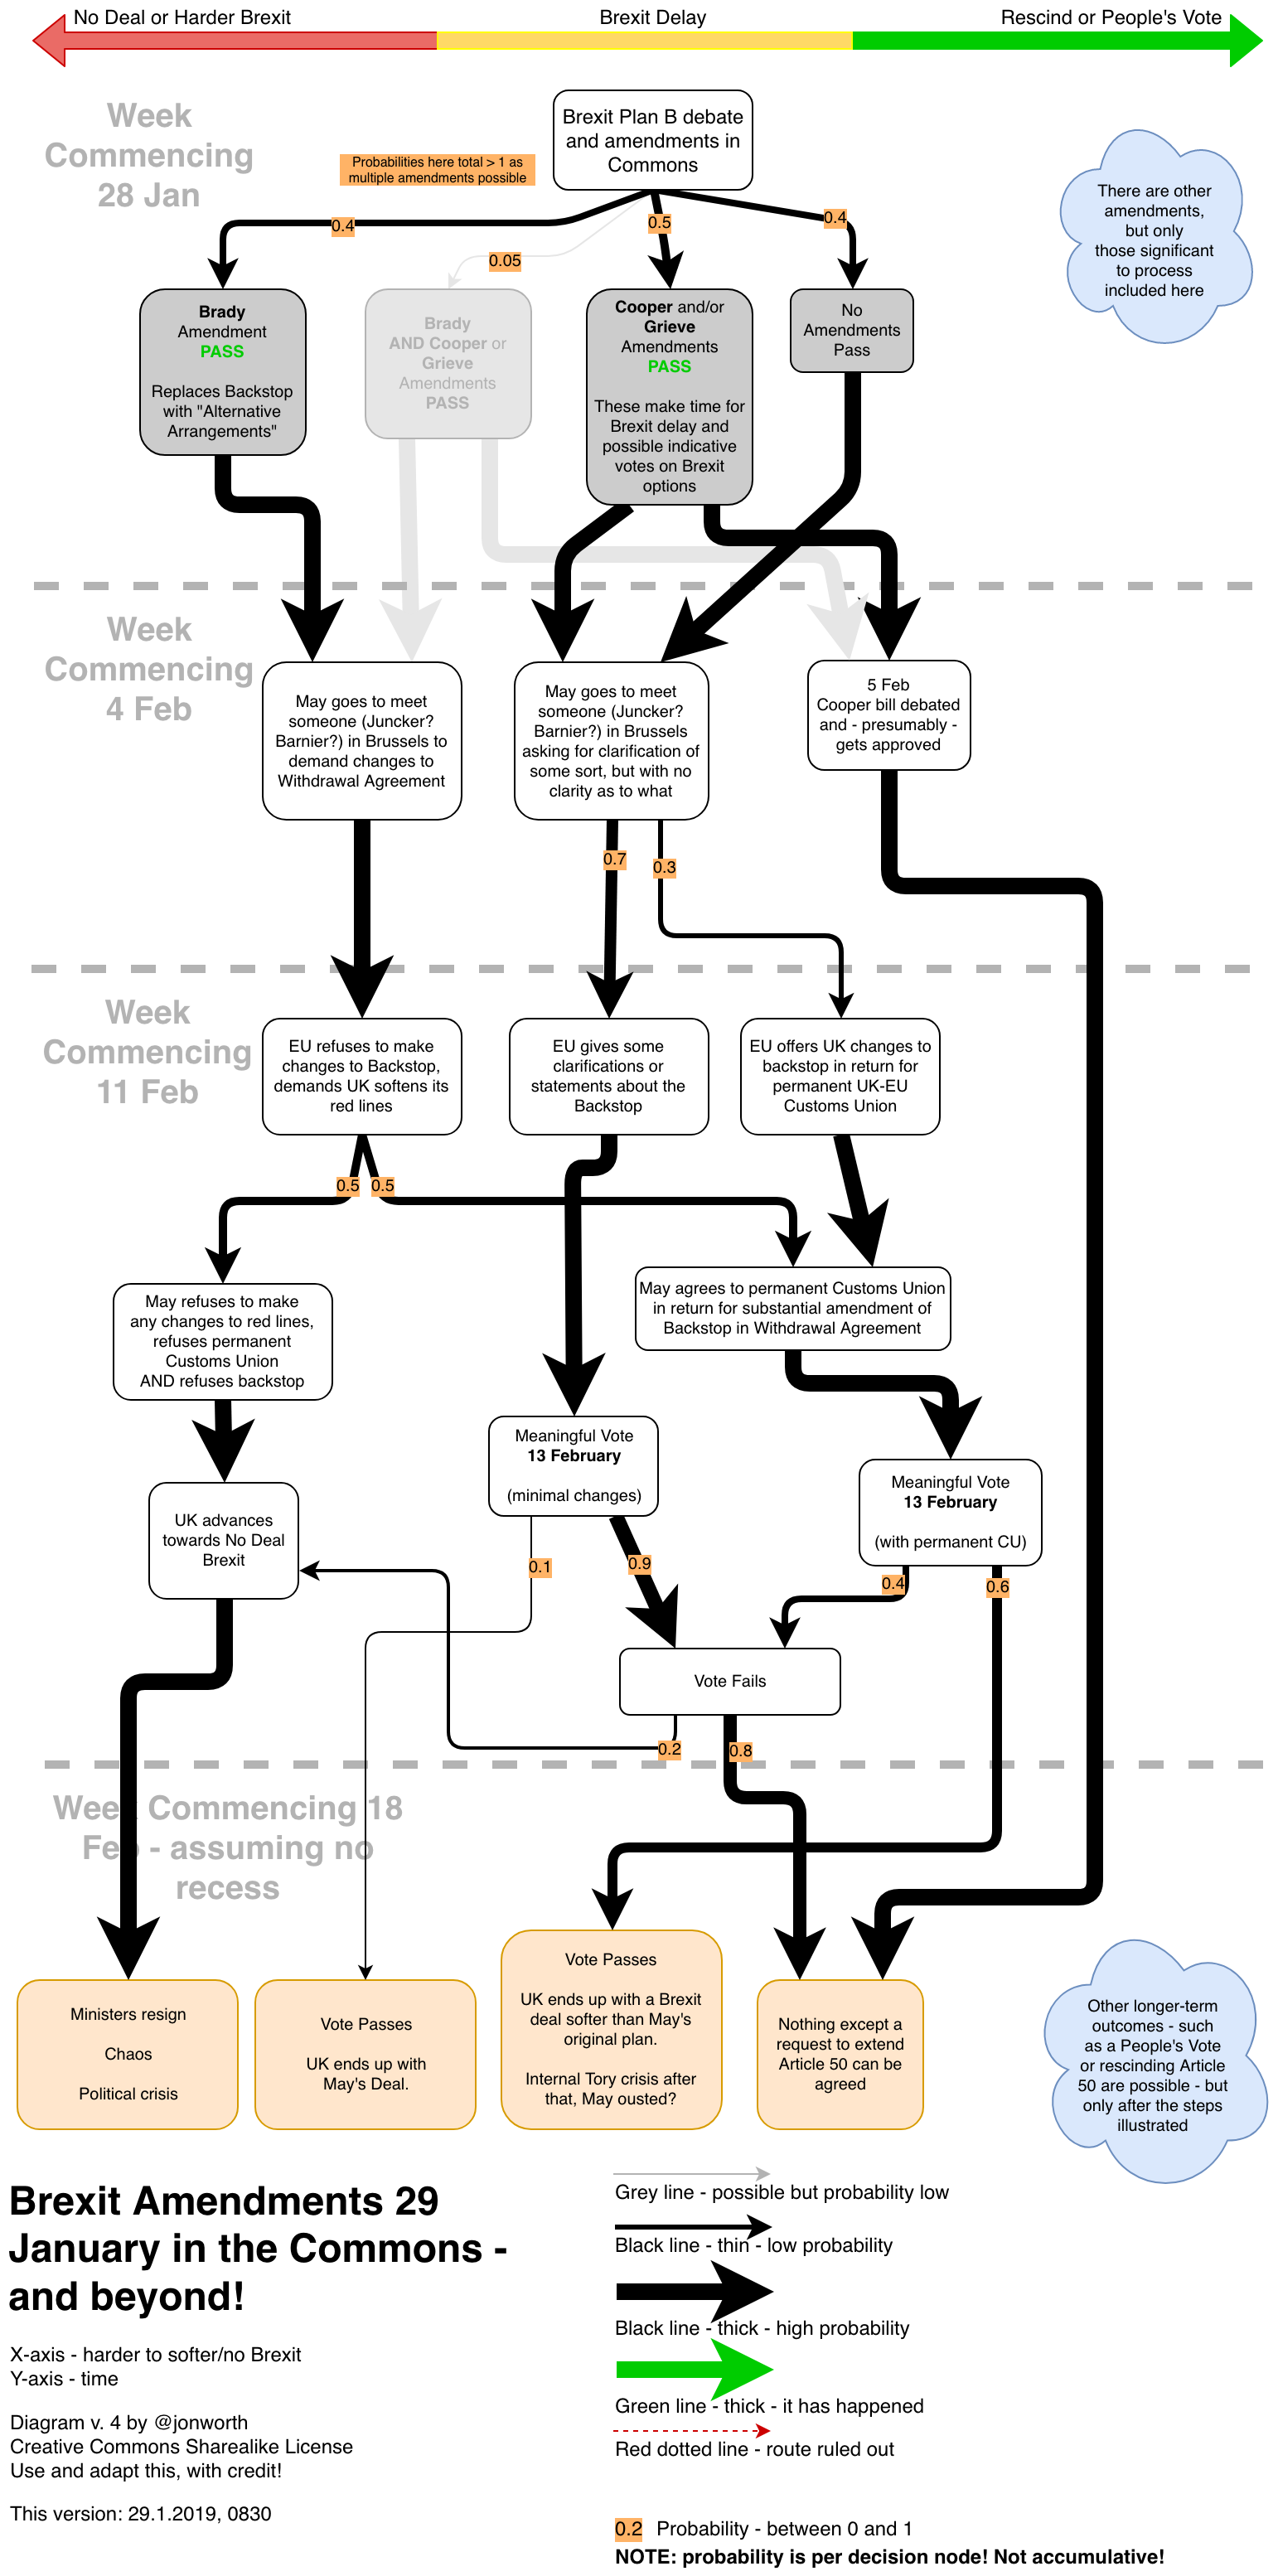 No Deal or Harder Brexit
Brexit Delay
Rescind or People's Vote
Week
Commencing
28 Jan
Brexit Plan B debate
and amendments in
Commons
Probabilities here total > 1 as
multiple amendments possible
There are other
amendments,
but only
those significant
to process
included here
0.4
0.05
0.5
0.4
Brady
Amendment
PASS
Replaces Backstop
with "Alternative
Arrangements"
Brady
AND Cooper or
Grieve
Amendments
PASS
Cooper and/or
Grieve
Amendments
PASS
These make time for
Brexit delay and
possible indicative
votes on Brexit
options
No
Amendments
Pass
Week
Commencing
4 Feb
May goes to meet
someone (Juncker?
Barnier?) in Brussels to
demand changes to
Withdrawal Agreement
May goes to meet
someone (Juncker?
Barnier?) in Brussels
asking for clarification of
some sort, but with no
clarity as to what
5 Feb
Cooper bill debated
and - presumably -
gets approved
0.7
0.3
Week
Commencing
11 Feb
EU refuses to make
changes to Backstop,
demands UK softens its
red lines
EU gives some
clarifications or
statements about the
Backstop
EU offers UK changes to
backstop in return for
permanent UK-EU
Customs Union
0.5
0.5
May refuses to make
any changes to red lines,
refuses permanent
Customs Union
AND refuses backstop
May agrees to permanent Customs Union
in return for substantial amendment of
Backstop in Withdrawal Agreement
Meaningful Vote
13 February
(minimal changes)
Meaningful Vote
13 February
(with permanent CU)
UK advances
towards No Deal
Brexit
0.1
0.9
0.4
0.6
Vote Fails
0.2
0.8
Week Commencing 18
Feb - assuming no
recess
Ministers resign
Chaos
Political crisis
Vote Passes
UK ends up with
May's Deal.
Vote Passes
UK ends up with a Brexit
deal softer than May's
original plan.
Internal Tory crisis after
that, May ousted?
Nothing except a
request to extend
Article 50 can be
agreed
Other longer-term
outcomes - such
as a People's Vote
or rescinding Article
50 are possible - but
only after the steps
illustrated
Brexit Amendments 29
January in the Commons -
and beyond!
X-axis - harder to softer/no Brexit
Y-axis - time
Diagram v. 4 by @jonworth
Creative Commons Sharealike License
Use and adapt this, with credit!
This version: 29.1.2019, 0830
Grey line - possible but probability low
Black line - thin - low probability
Black line - thick - high probability
Green line - thick - it has happened
Red dotted line - route ruled out
0.2 Probability - between 0 and 1
NOTE: probability is per decision node! Not accumulative!